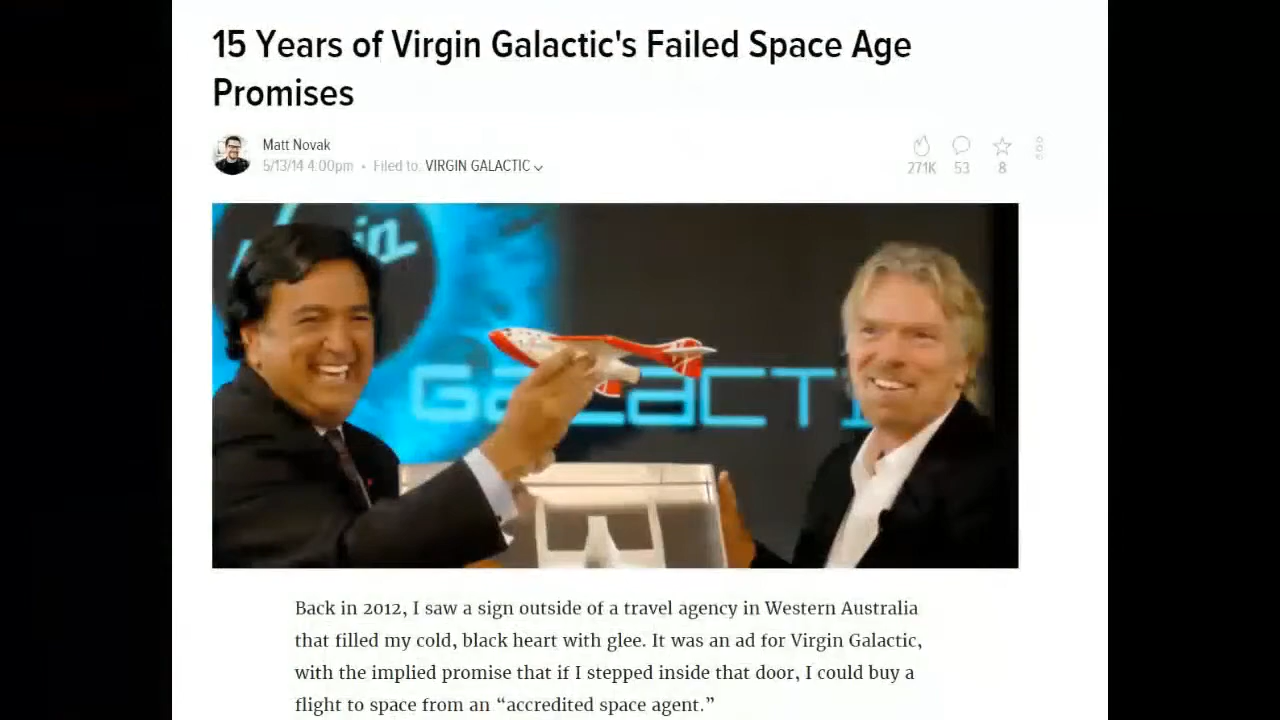 15 Years of Virgin Galactic's Failed Space Age
Promises
Matt Novak
5/13/14 4:00pm • Filed to: VIRGIN GALACTIC
271K 53 8
GALACTI
Back in 2012, I saw a sign outside of a travel agency in Western Australia
that filled my cold, black heart with glee. It was an ad for Virgin Galactic,
with the implied promise that if I stepped inside that door, I could buy a
flight to space from an “accredited space agent.”